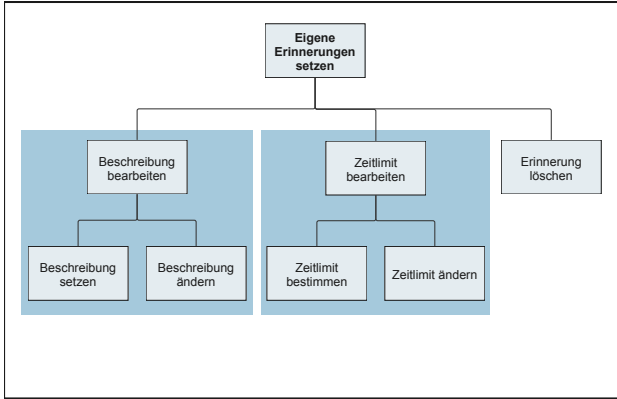 Eigene
Erinnerungen
setzen
Beschreibung
bearbeiten
Zeitlimit
bearbeiten
Erinnerung
löschen
Beschreibung
setzen
Beschreibung
ändern
Zeitlimit
bestimmen
Zeitlimit ändern